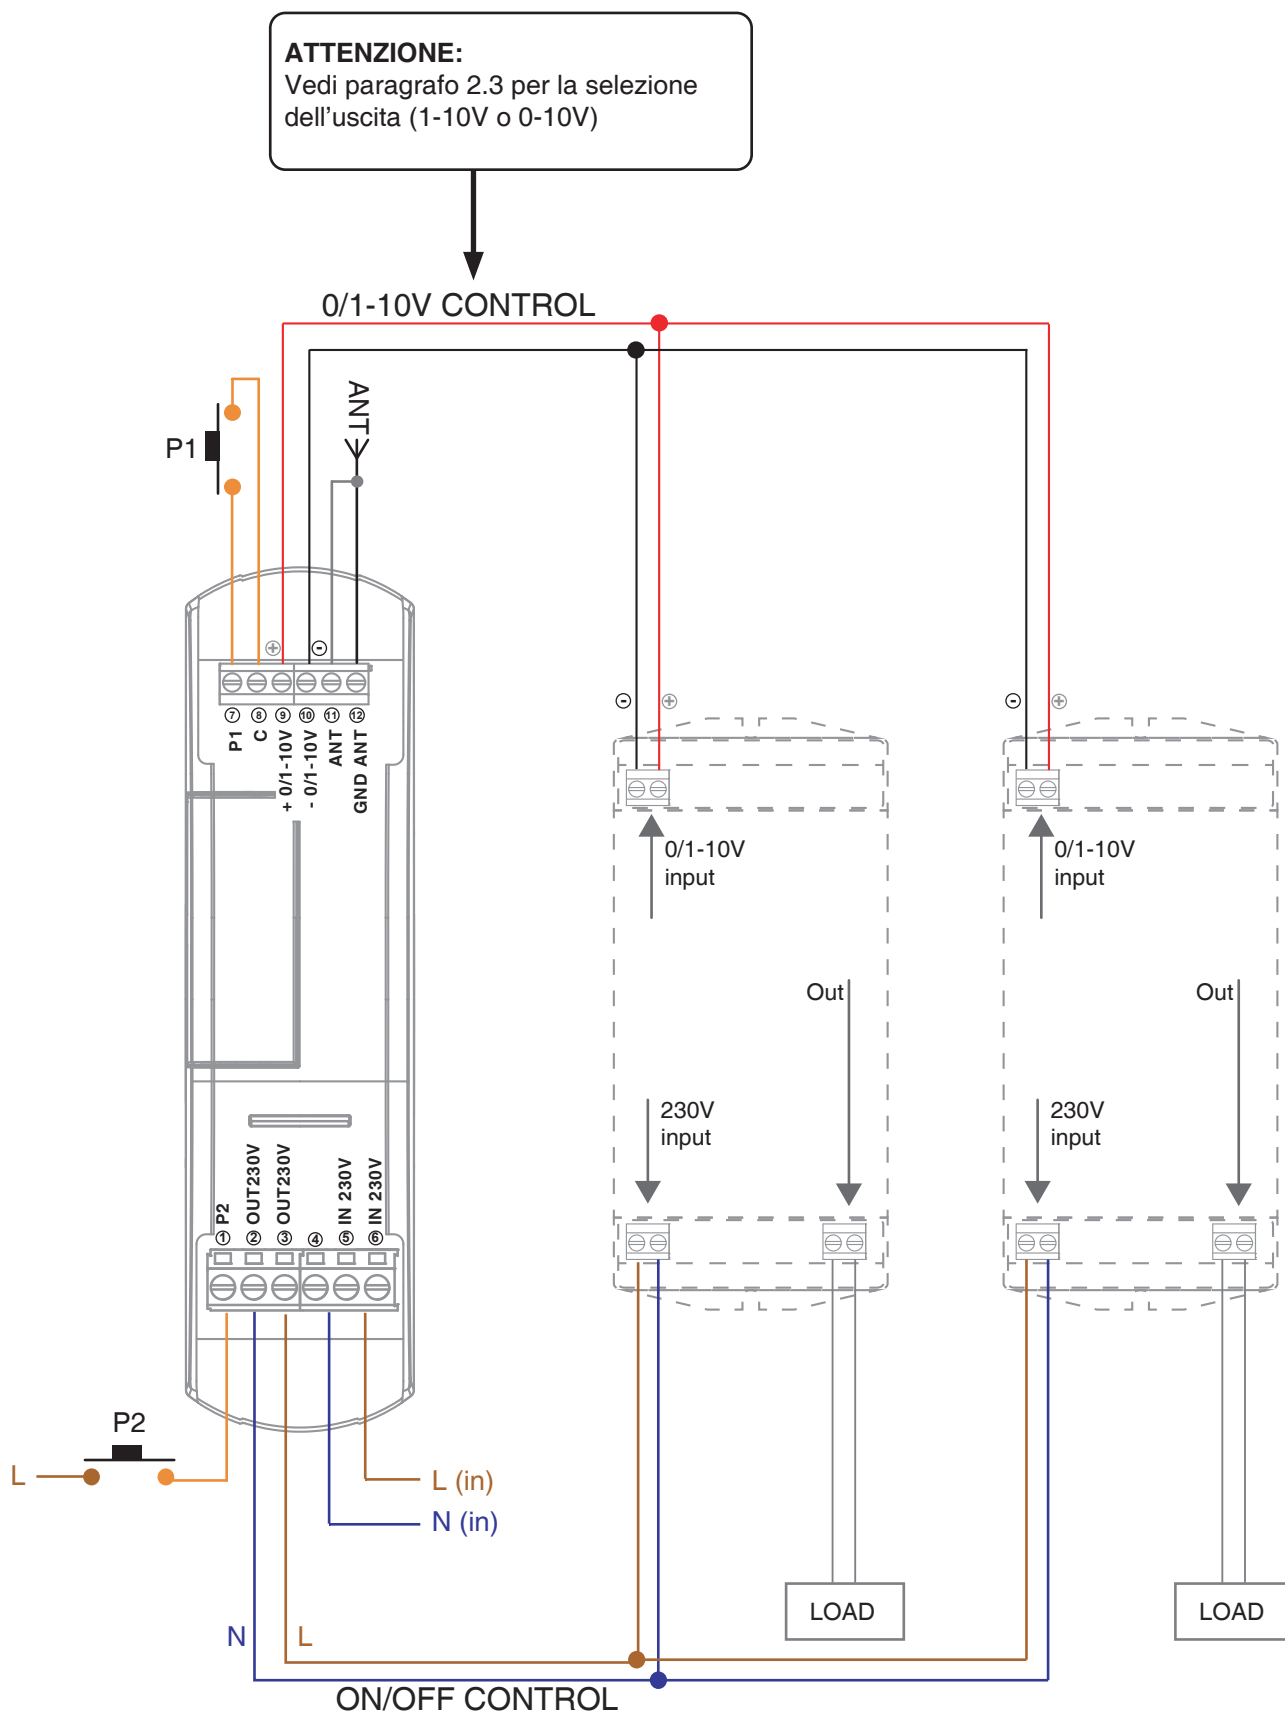 ATTENZIONE:
Vedi paragrafo 2.3 per la selezione
dell'uscita (1-10V o 0-10V)
0/1-10V CONTROL
P1
ANT
+
-
-
+
-
+
7
8
9
10
11
12
P1
C
+ 0/1-10V
- 0/1-10V
ANT
GND ANT
0/1-10V
input
0/1-10V
input
Out
Out
230V
input
230V
input
P2
OUT230V
OUT230V
IN 230V
IN 230V
1
2
3
4
5
6
P2
L
L (in)
N (in)
LOAD
LOAD
N
L
ON/OFF CONTROL